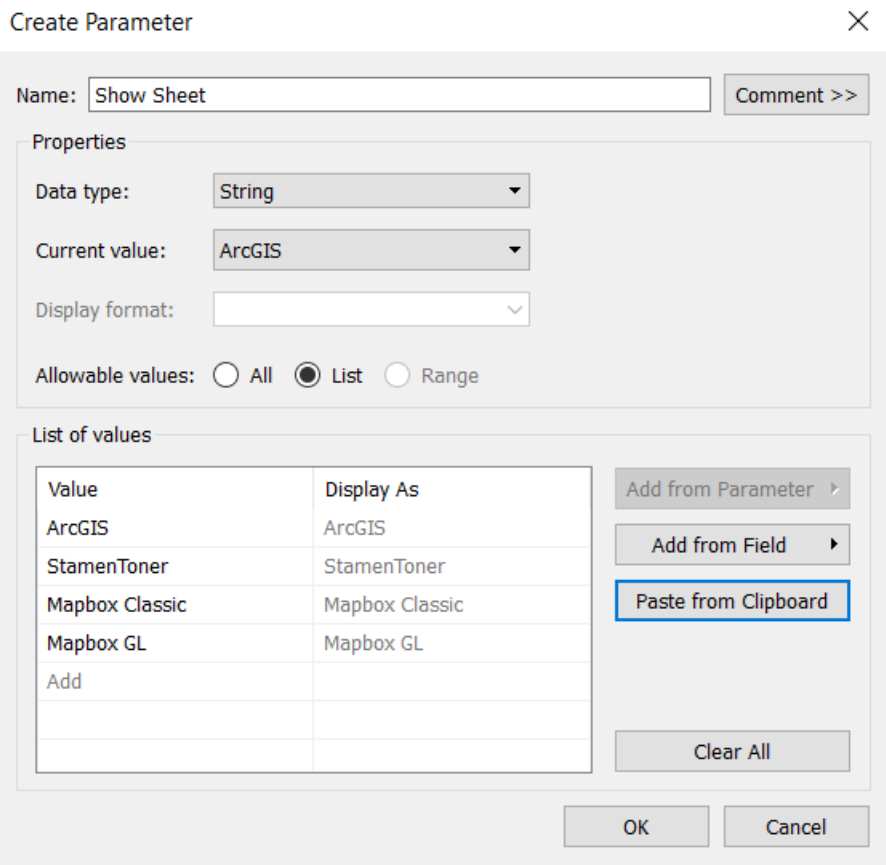 Create Parameter
Name: Show Sheet Comment >>
Properties
Data type: String
Current value: ArcGIS
Display format:
Allowable values: All List Range
List of values
Value Display As
Add from Parameter
ArcGIS ArcGIS
Add from Field
StamenToner StamenToner
Mapbox Classic Mapbox Classic
Paste from Clipboard
Mapbox GL Mapbox GL
Add
Clear All
OK Cancel